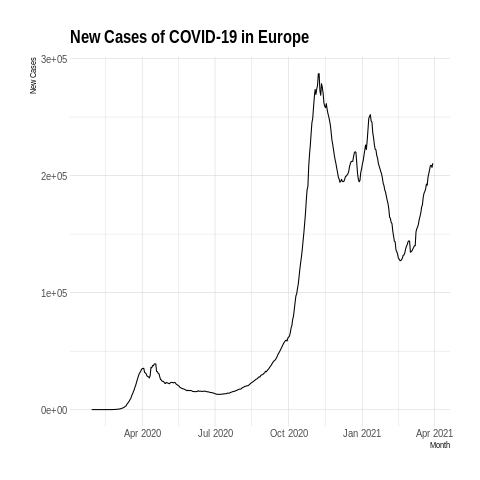 New Cases of COVID-19 in Europe
New Cases
3e+05
2e+05
1e+05
0e+00
Apr 2020 Jul 2020 Oct 2020 Jan 2021 Apr 2021
Month